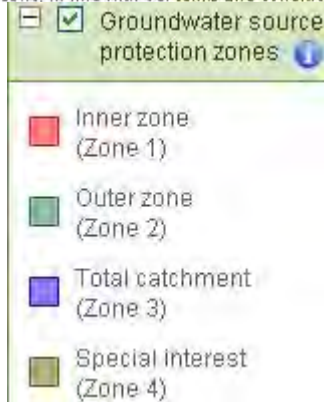 Groundwater source
protection zones
Inner zone
(Zone 1)
Outer zone
(Zone 2)
Total catchment
(Zone 3)
Special interest
(Zone 4)